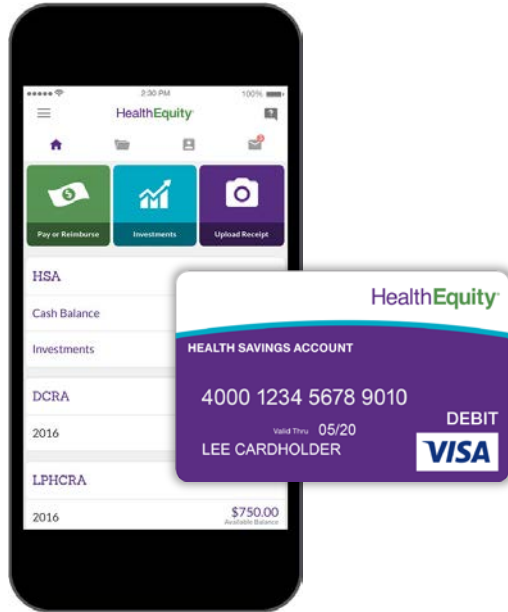 2:30 PM
100%
HealthEquity
Pay or Reimburse
Investments
Upload Receipt
HSA
Cash Balance
Investments
DCRA
2016
LPHCRA
2016
$750.00
Available Balance
HealthEquity
HEALTH SAVINGS ACCOUNT
4000 1234 5678 9010
Valid Thru 05/20
DEBIT
LEE CARDHOLDER
VISA